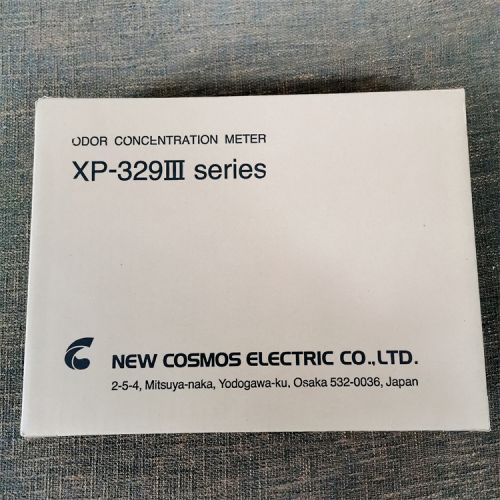 ODOR CONCENTRATION METER
XP-329Ⅲ series
NEW COSMOS ELECTRIC CO.,LTD.
2-5-4, Mitsuya-naka, Yodogawa-ku, Osaka 532-0036, Japan